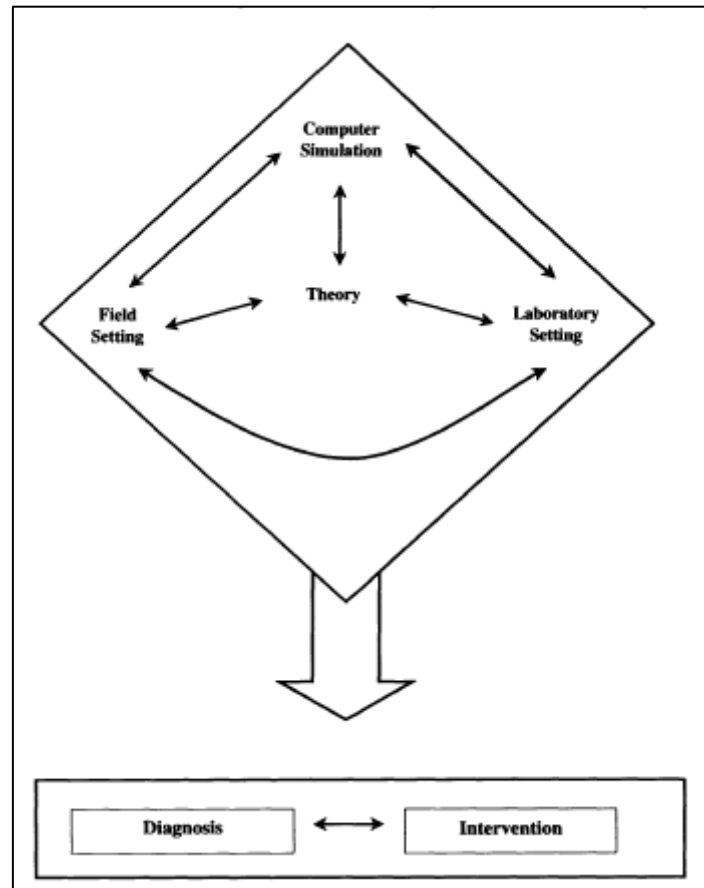 Computer
Simulation
Theory
Field
Setting
Laboratory
Setting
Diagnosis
Intervention